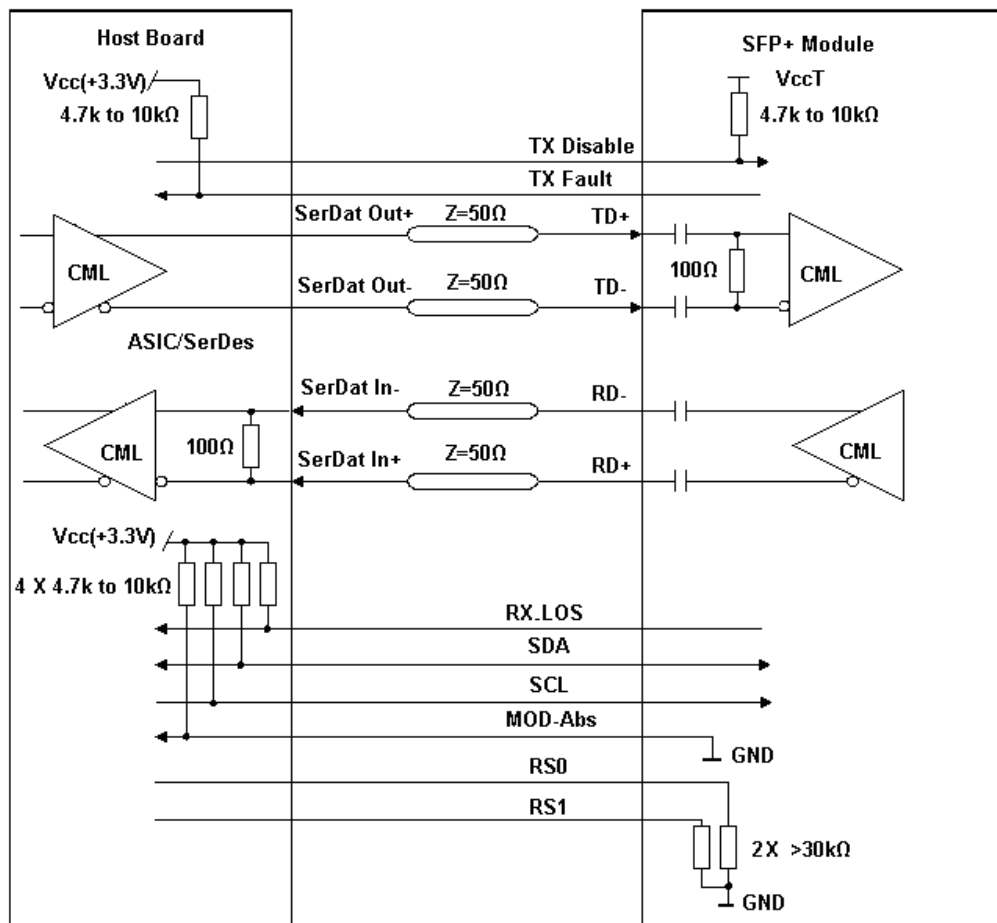 Host Board
SFP+ Module
Vcc(+3.3V)
4.7k to 10kΩ
VccT
4.7k to 10kΩ
TX Disable
TX Fault
SerDat Out+
Z=50Ω
TD+
CML
100Ω
CML
SerDat Out-
Z=50Ω
TD-
ASIC/SerDes
SerDat In-
Z=50Ω
RD-
CML
100Ω
CML
SerDat In+
Z=50Ω
RD+
Vcc(+3.3V)
4 X 4.7k to 10kΩ
RX_LOS
SDA
SCL
MOD-Abs
GND
RS0
RS1
2X >30kΩ
GND